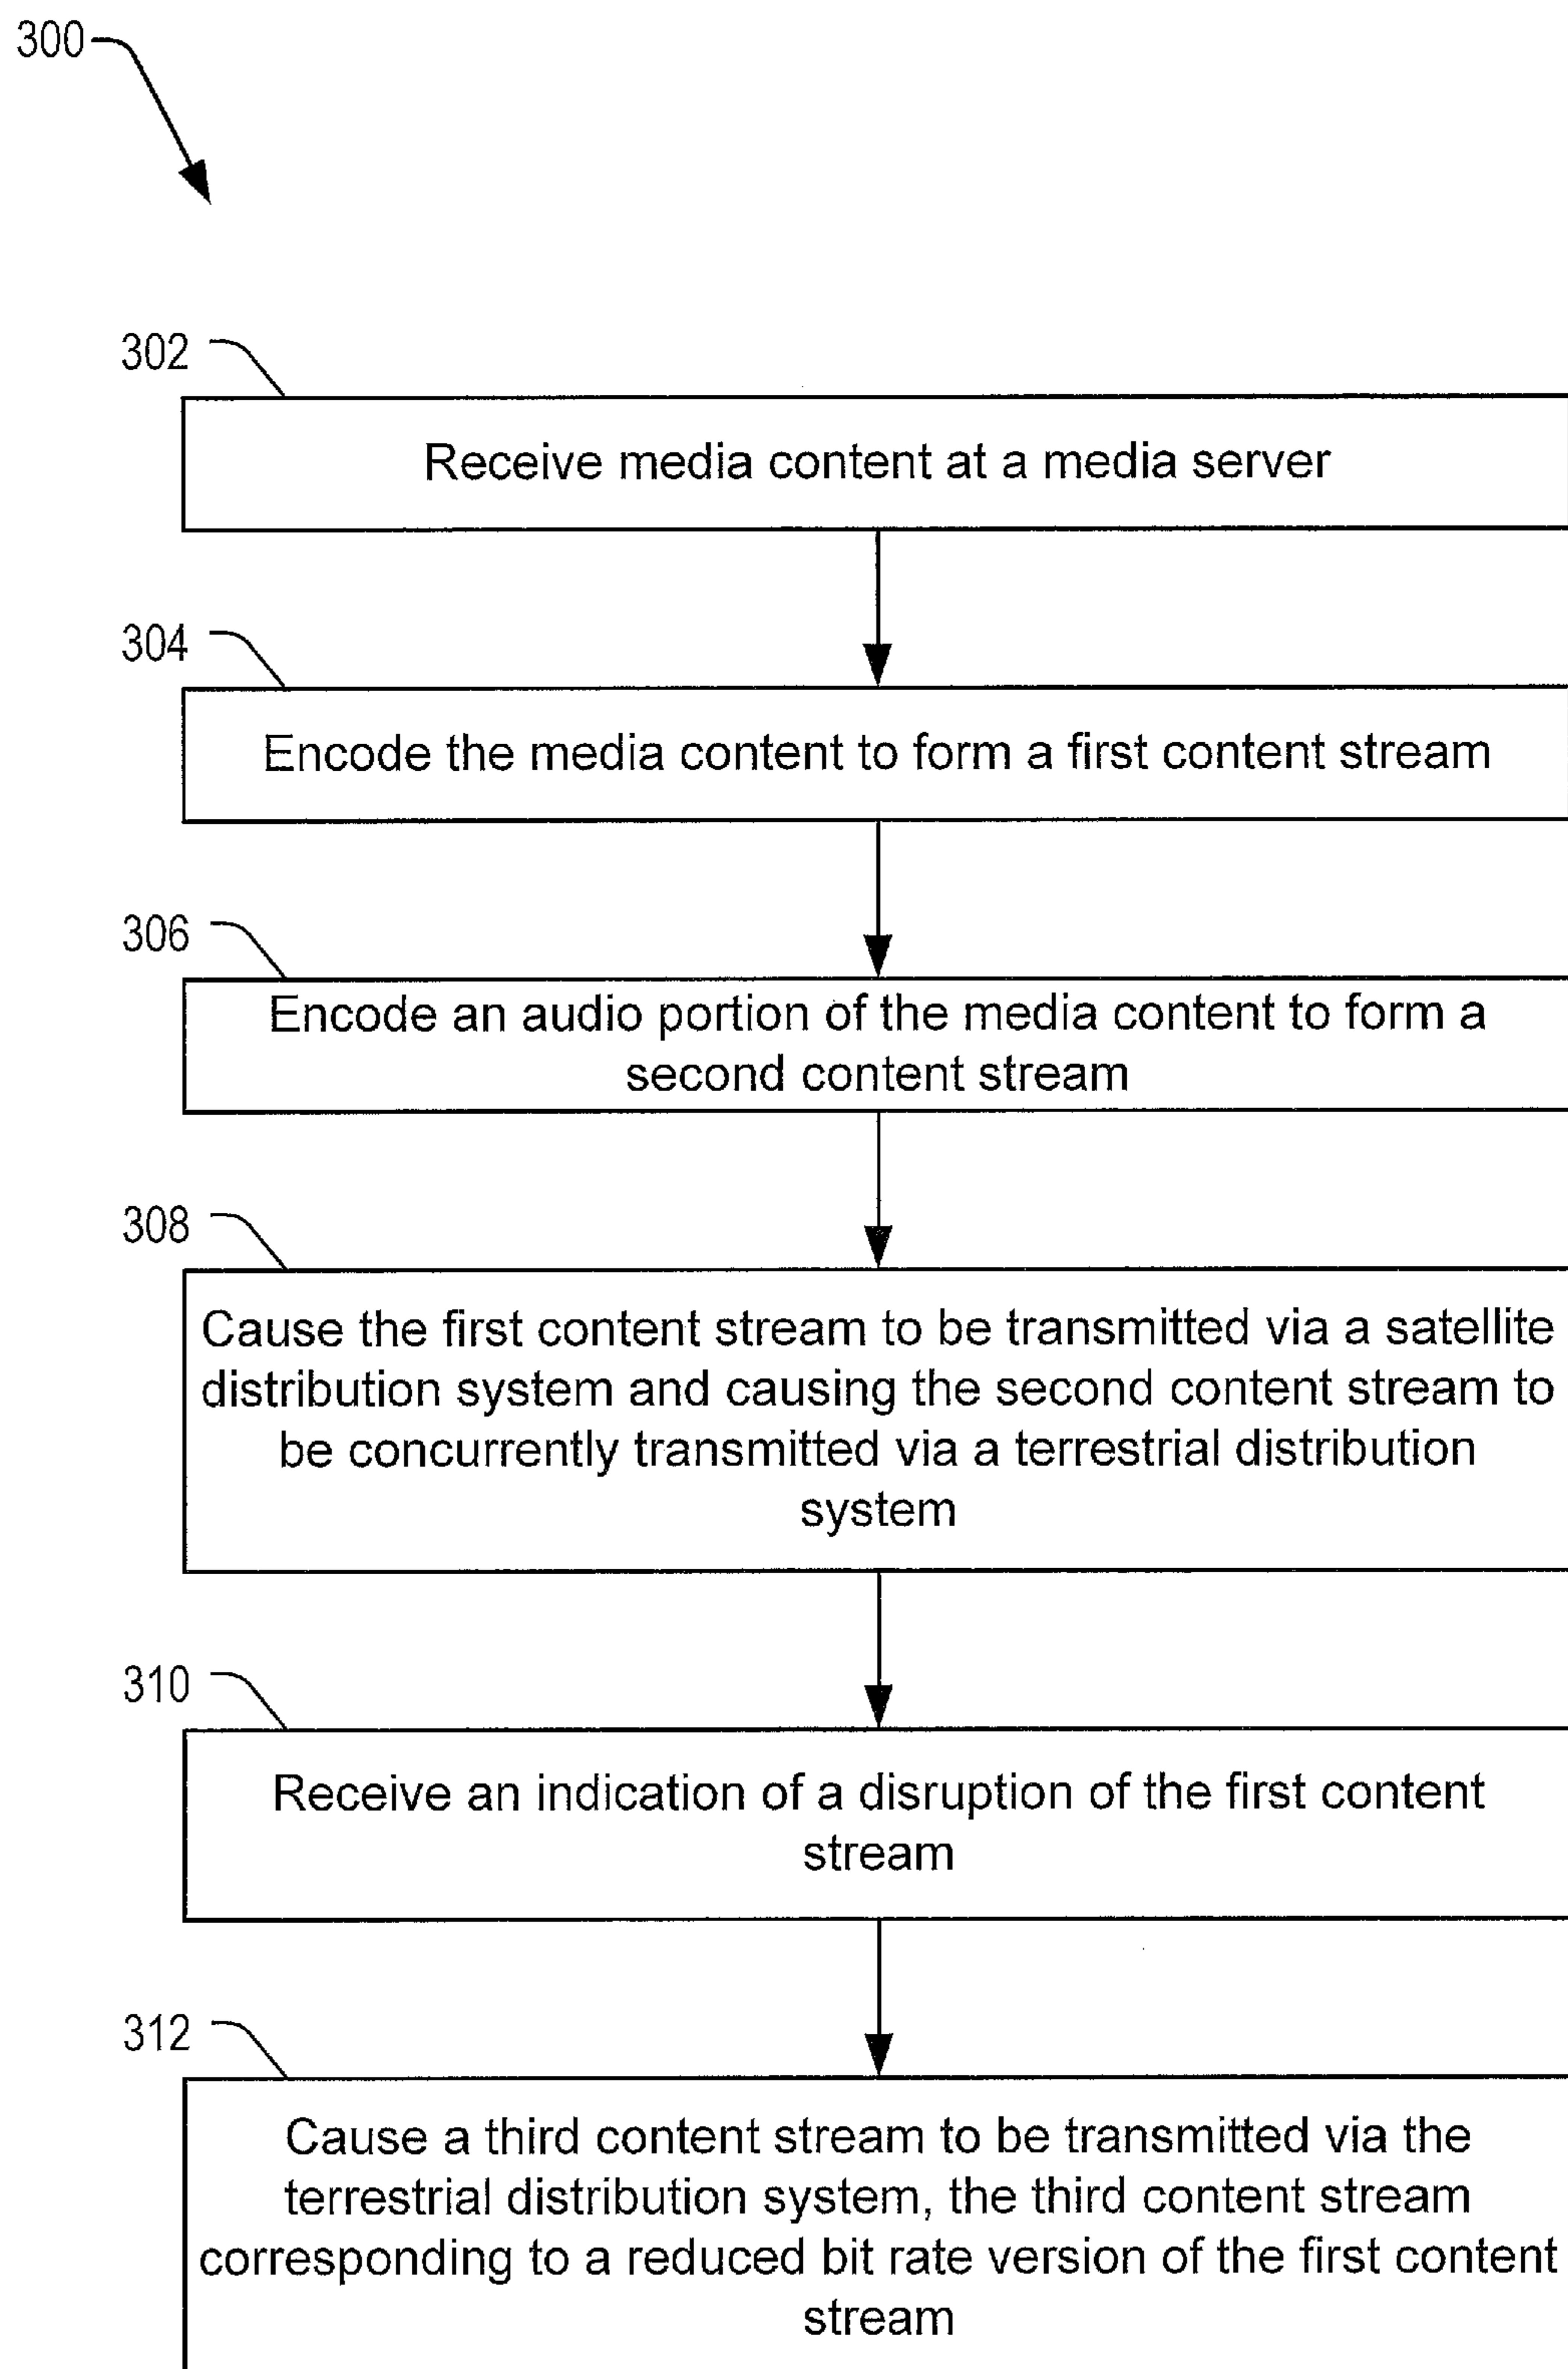 300
302
Receive media content at a media server
304
Encode the media content to form a first content stream
306
Encode an audio portion of the media content to form a
second content stream
308
Cause the first content stream to be transmitted via a satellite
distribution system and causing the second content stream to
be concurrently transmitted via a terrestrial distribution
system
310
Receive an indication of a disruption of the first content
stream
312
Cause a third content stream to be transmitted via the
terrestrial distribution system, the third content stream
corresponding to a reduced bit rate version of the first content
stream